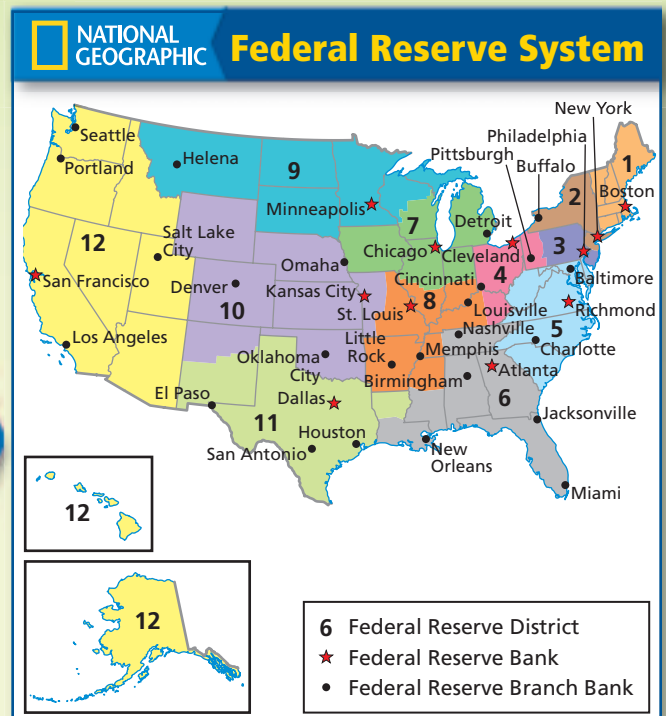 NATIONAL
GEOGRAPHIC
Federal Reserve System
New York
Philadelphia
Pittsburgh
Buffalo
Seattle
Portland
Helena
9
1
2
Boston
Minneapolis
7
Detroit
12
Salt Lake
City
Chicago
Cleveland
3
San Francisco
Omaha
Cincinnati
4
Baltimore
Denver
10
Kansas City
St. Louis
8
Louisville
Richmond
Nashville
5
Los Angeles
Little
Rock
Memphis
Charlotte
Oklahoma
City
Birmingham
Atlanta
El Paso
Dallas
6
11
Jacksonville
Houston
San Antonio
New
Orleans
Miami
12
12
6 Federal Reserve District
Federal Reserve Bank
Federal Reserve Branch Bank